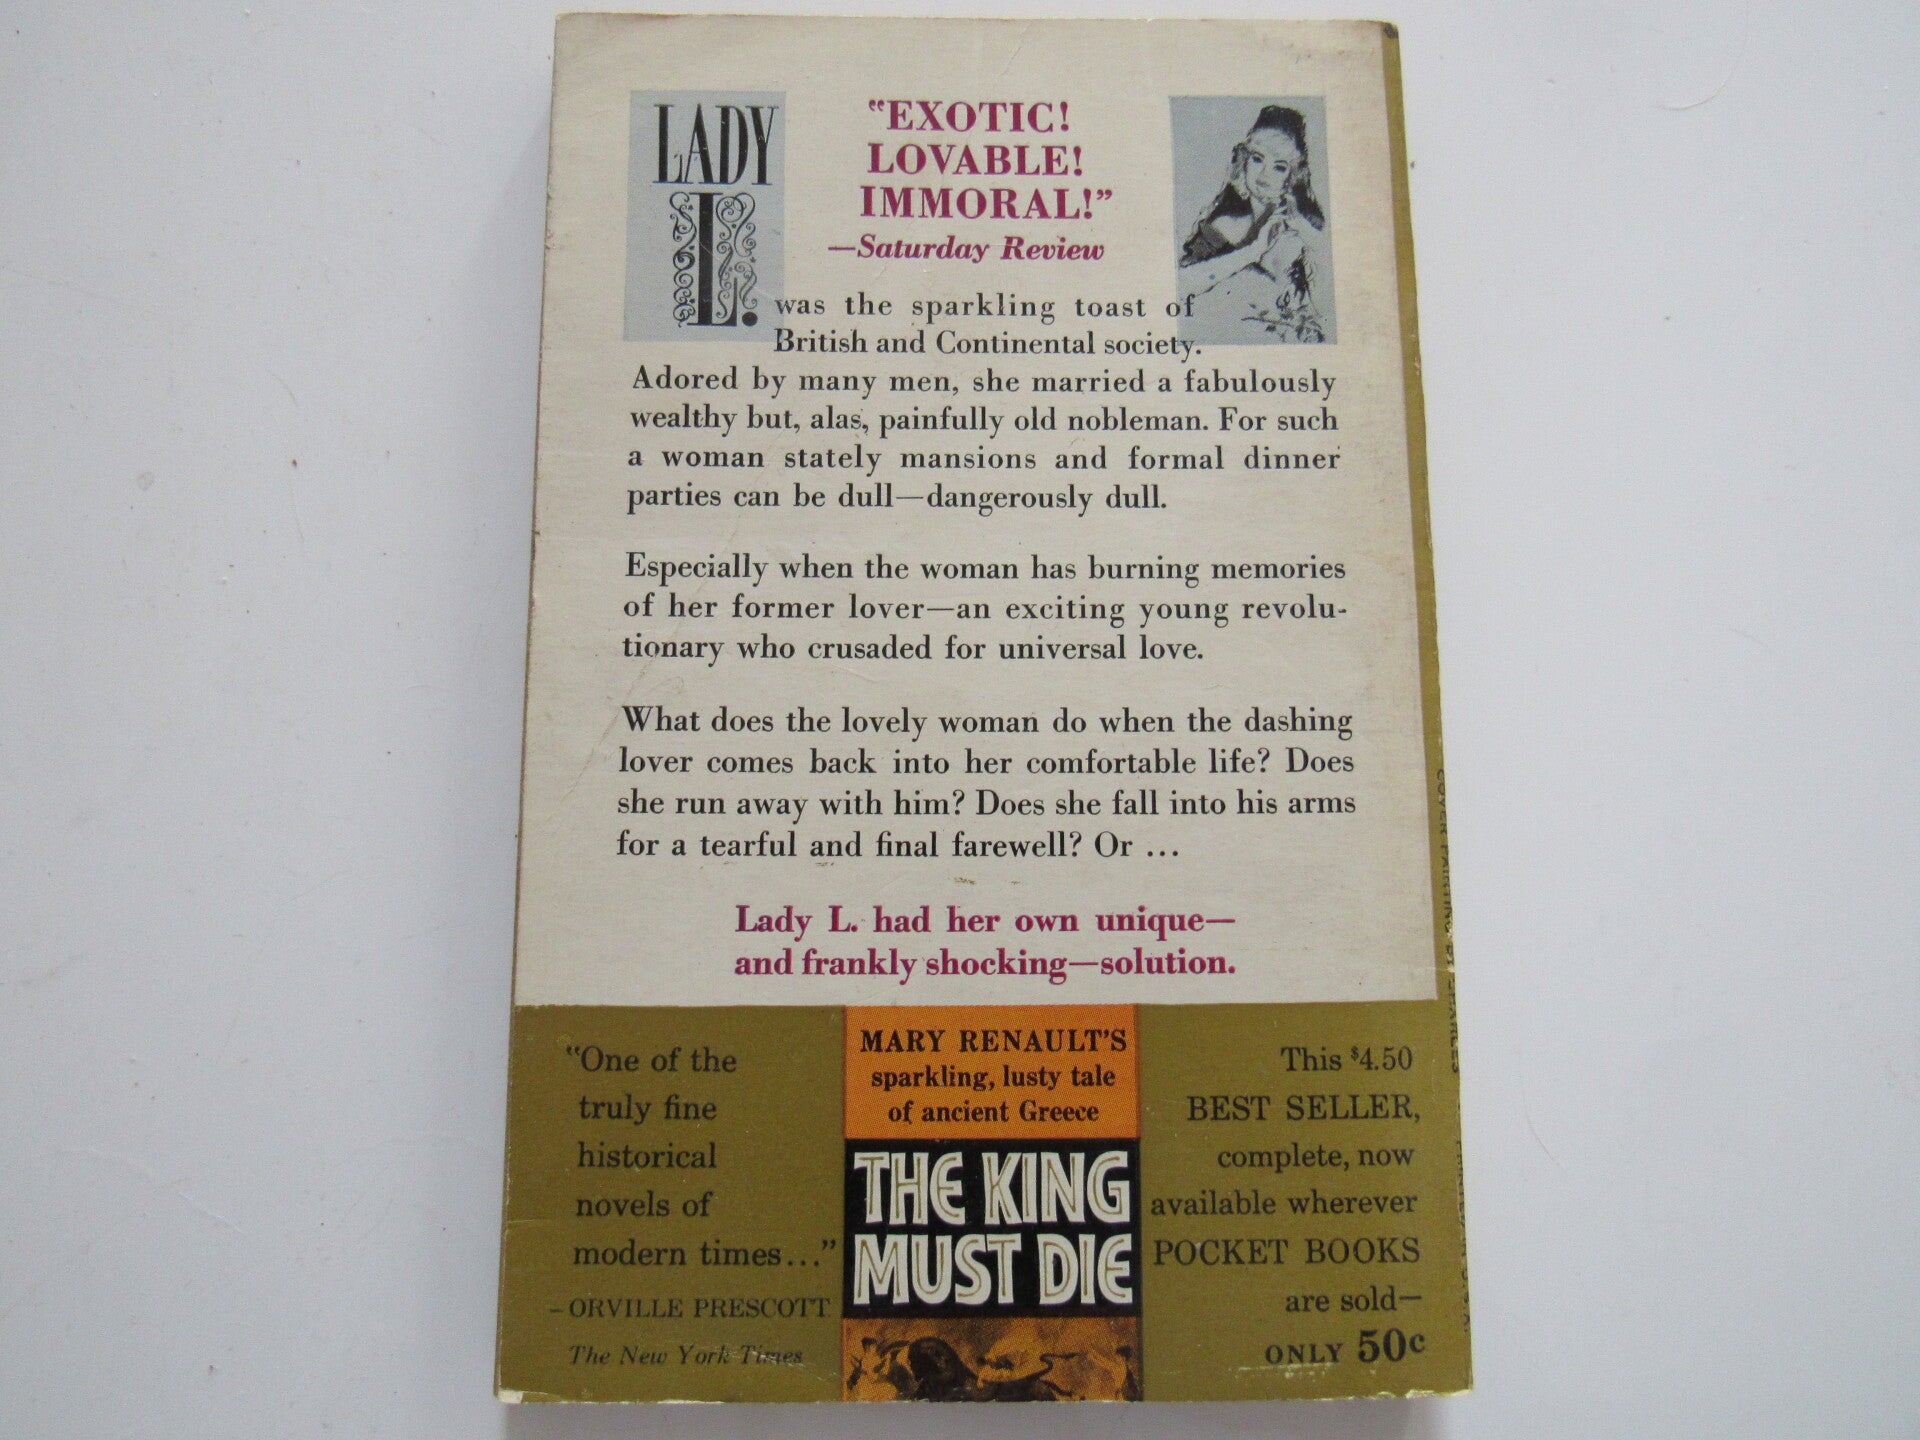 LADY
L.
"EXOTIC!
LOVABLE!
IMMORAL!"
—Saturday Review
was the sparkling toast of
British and Continental society.
Adored by many men, she married a fabulously
wealthy but, alas, painfully old nobleman. For such
a woman stately mansions and formal dinner
parties can be dull—dangerously dull.
Especially when the woman has burning memories
of her former lover—an exciting young revolu-
tionary who crusaded for universal love.
What does the lovely woman do when the dashing
lover comes back into her comfortable life? Does
she run away with him? Does she fall into his arms
for a tearful and final farewell? Or ...
Lady L. had her own unique—
and frankly shocking—solution.
"One of the
truly fine
historical
novels of
modern times..."
—ORVILLE PRESCOTT
The New York Times
MARY RENAULT'S
sparkling, lusty tale
of ancient Greece
THE KING
MUST DIE
This $4.50
BEST SELLER,
complete, now
available wherever
POCKET BOOKS
are sold—
ONLY 50c
COVER PAINTING BY CHARLES